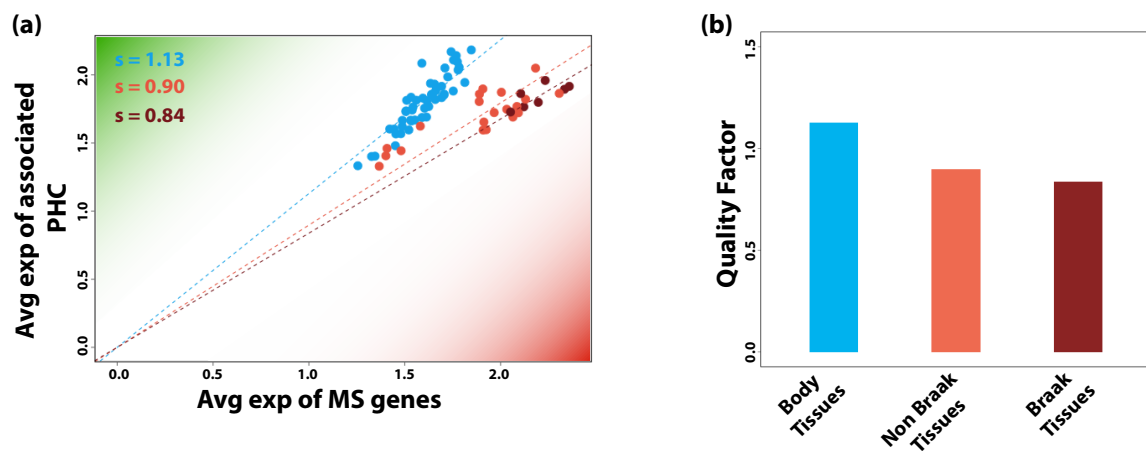 (a)
s = 1.13
s = 0.90
s = 0.84
Avg exp of associated
PHC
2.0
1.5
1.0
0.5
0.0
0.0 0.5 1.0 1.5 2.0
Avg exp of MS genes
(b)
Quality Factor
1.5
1.0
0.5
0.0
Body
Tissues
Non Braak
Tissues
Braak
Tissues